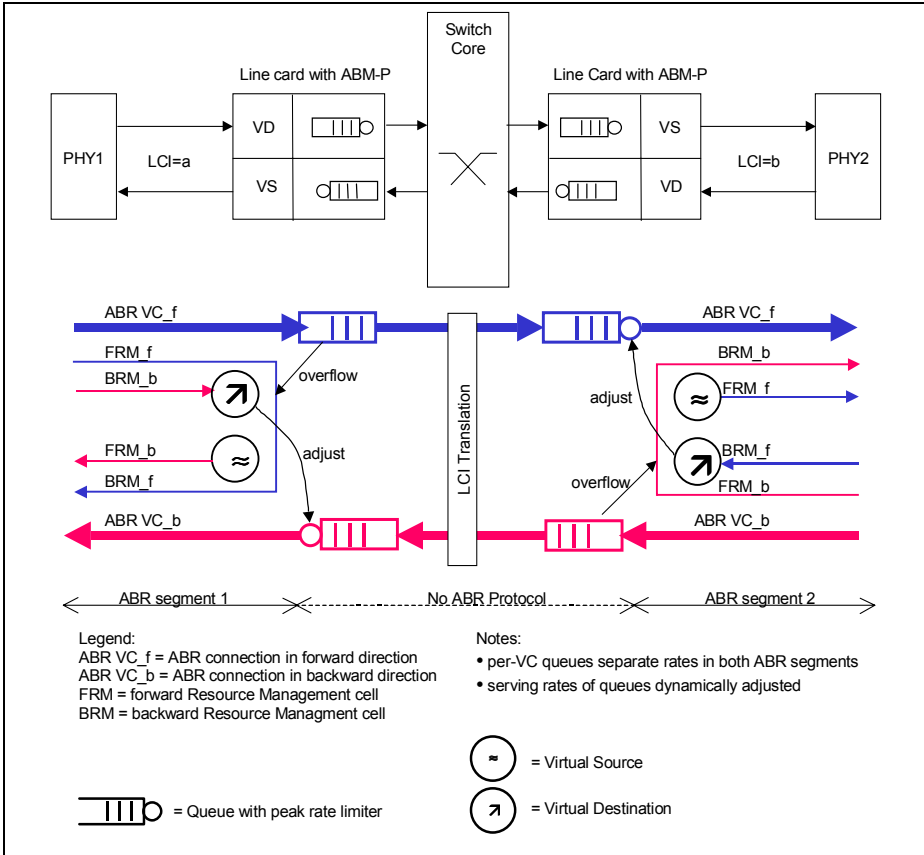 Switch
Core
Line card with ABM-P
Line Card with ABM-P
PHY1
LCI=a
VD
VS
VS
VD
LCI=b
PHY2
ABR VC_f
ABR VC_f
FRM_f
BRM_b
overflow
adjust
FRM_b
BRM_f
ABR VC_b
LCI Translation
BRM_b
FRM_f
adjust
BRM_f
overflow
FRM_b
ABR VC_b
ABR segment 1
No ABR Protocol
ABR segment 2
Legend:
ABR VC_f = ABR connection in forward direction
ABR VC_b = ABR connection in backward direction
FRM = forward Resource Management cell
BRM = backward Resource Managment cell
Notes:
• per-VC queues separate rates in both ABR segments
• serving rates of queues dynamically adjusted
= Virtual Source
= Queue with peak rate limiter
= Virtual Destination